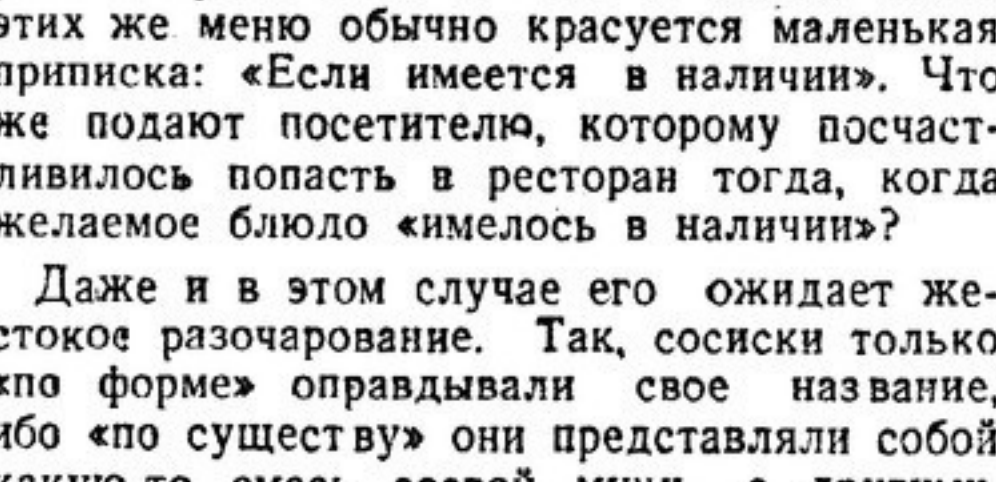 этих же меню обычно красуется маленькая
приписка: «Если имеется в наличии». Что
же подают посетителю, которому посчаст-
ливилось попасть в ресторан тогда, когда
желаемое блюдо «имелось в наличии»?
Даже и в этом случае его ожидает же-
стокое разочарование. Так, сосиски только
«по форме» оправдывали свое название,
ибо «по существу» они представляли собой